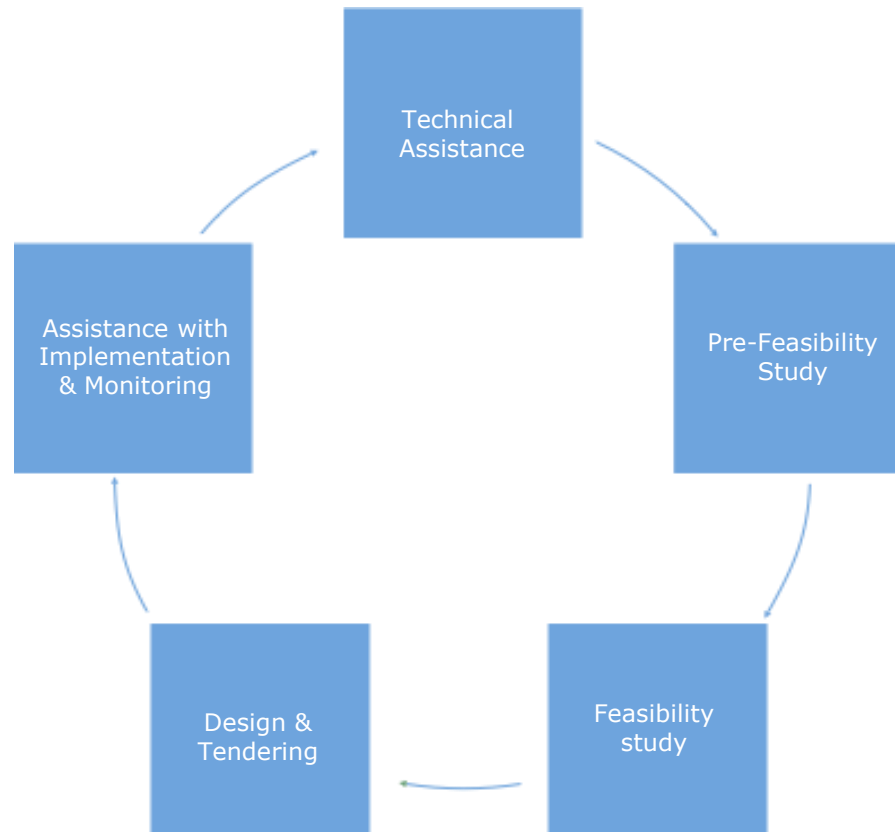 Technical
Assistance
Pre-Feasibility
Study
Feasibility
study
Design &
Tendering
Assistance with
Implementation
& Monitoring